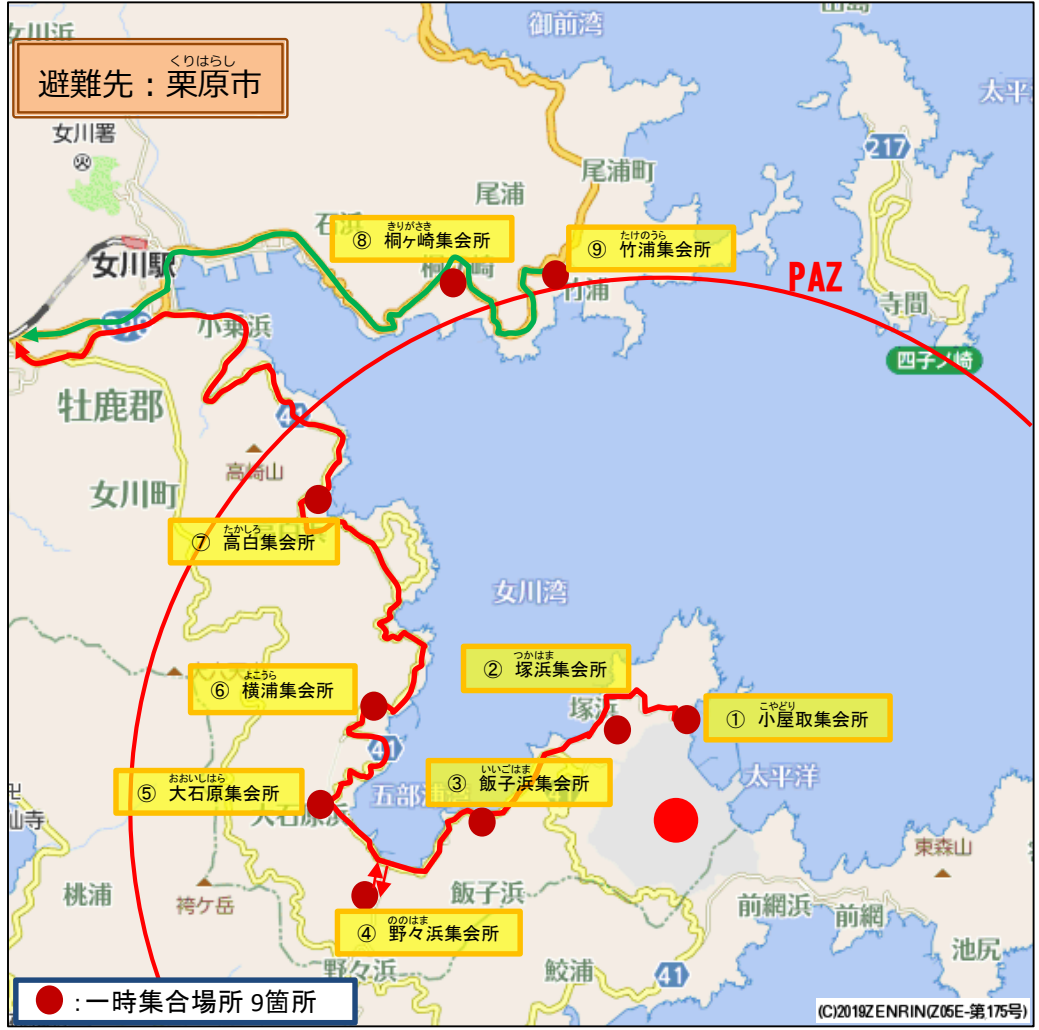 女川浜
御前湾
くりはらし
避難先：栗原市
太平
女川署
217
尾浦町
尾浦
石浜
きりがさき
⑧ 桐ヶ崎集会所
たけのうら
⑨ 竹浦集会所
女川駅
竹浦
PAZ
寺間
小乗浜
四子ノ崎
牡鹿郡
41
高崎山
女川町
たかしろ
⑦ 高白集会所
女川湾
つかはま
② 塚浜集会所
よこうら
⑥ 横浦集会所
塚浜
こやどり
① 小屋取集会所
41
おおいしはら
⑤ 大石原集会所
いいごはま
③ 飯子浜集会所
太平洋
五部浦湾
大石原浜
山寺
東森山
桃浦
袴ケ岳
飯子浜
前網浜
前網
ののはま
④ 野々浜集会所
池尻
野々浜
鮫浦
41
：一時集合場所 9箇所
(C)2019ZENRIN(Z05E-第175号)